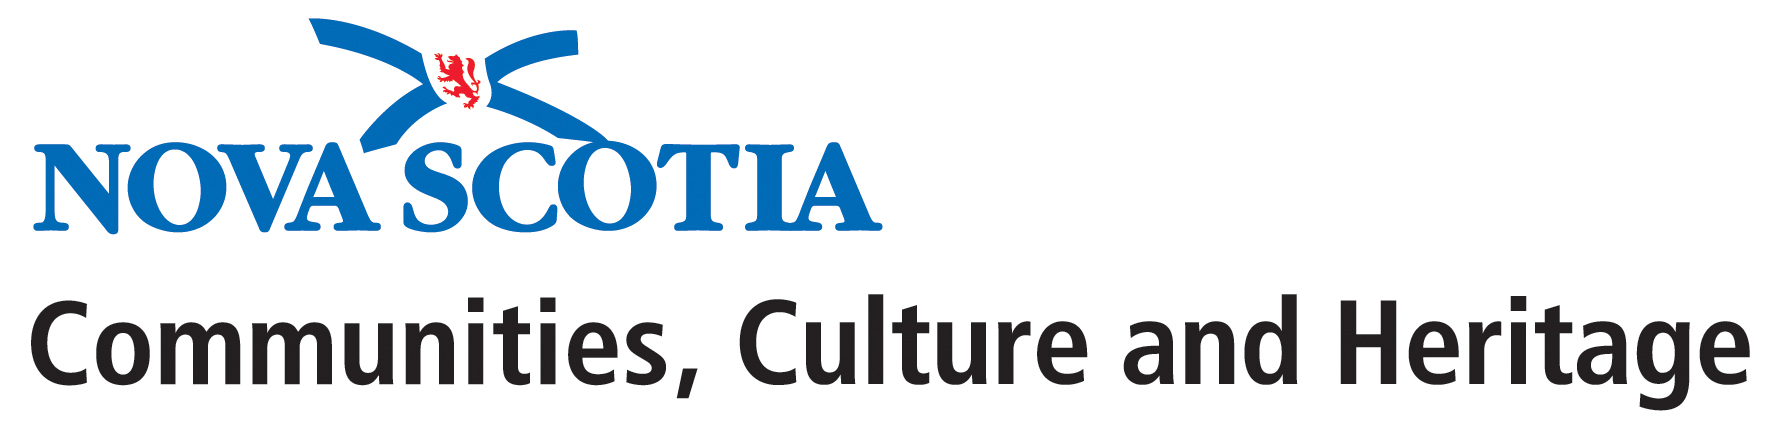 NOVA SCOTIA
Communities, Culture and Heritage